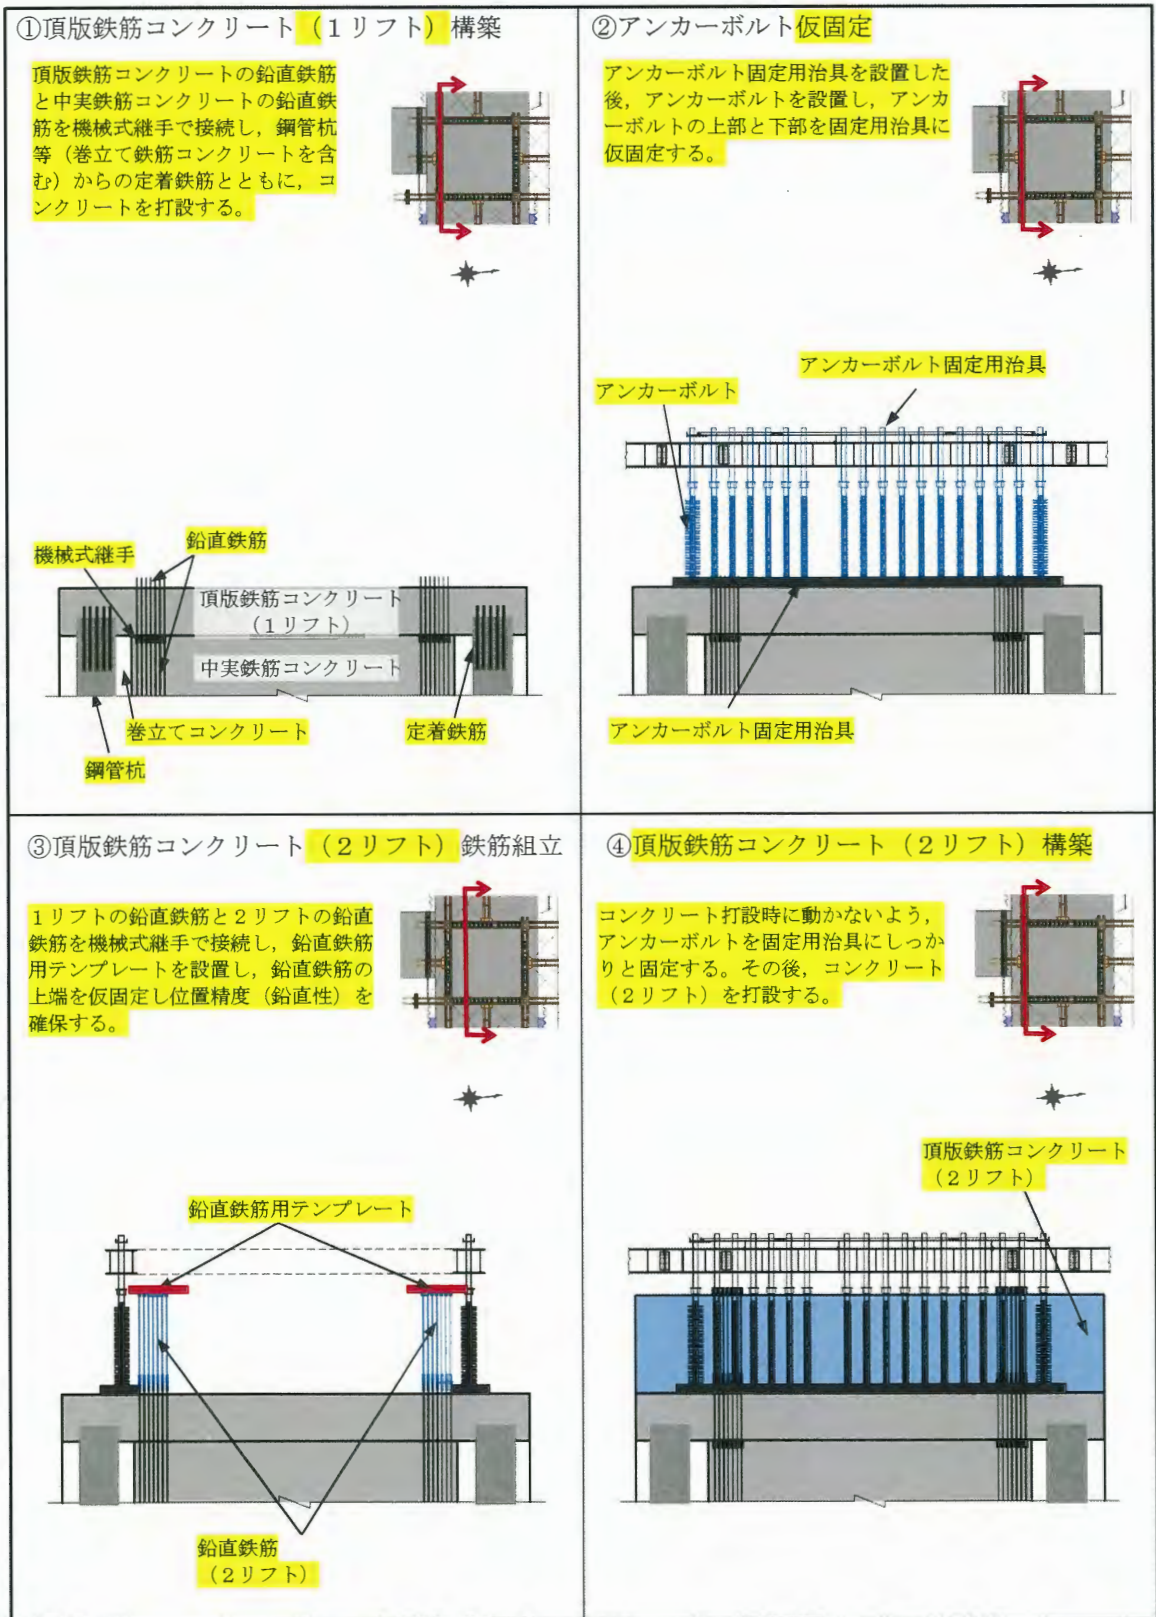 ①頂版鉄筋コンクリート（１リフト）構築
頂版鉄筋コンクリートの鉛直鉄筋
と中実鉄筋コンクリートの鉛直鉄
筋を機械式継手で接続し，鋼管杭
等（巻立て鉄筋コンクリートを含
む）からの定着鉄筋とともに，コ
ンクリートを打設する。
機械式継手
鉛直鉄筋
頂版鉄筋コンクリート
（１リフト）
中実鉄筋コンクリート
巻立てコンクリート
定着鉄筋
鋼管杭
②アンカーボルト仮固定
アンカーボルト固定用治具を設置した
後，アンカーボルトを設置し，アンカ
ーボルトの上部と下部を固定用治具に
仮固定する。
アンカーボルト固定用治具
アンカーボルト
アンカーボルト固定用治具
③頂版鉄筋コンクリート（２リフト）鉄筋組立
１リフトの鉛直鉄筋と２リフトの鉛直
鉄筋を機械式継手で接続し，鉛直鉄筋
用テンプレートを設置し，鉛直鉄筋の
上端を仮固定し位置精度（鉛直性）を
確保する。
鉛直鉄筋用テンプレート
鉛直鉄筋
（２リフト）
④頂版鉄筋コンクリート（２リフト）構築
コンクリート打設時に動かないよう，
アンカーボルトを固定用治具にしっか
りと固定する。その後，コンクリート
（２リフト）を打設する。
頂版鉄筋コンクリート
（２リフト）